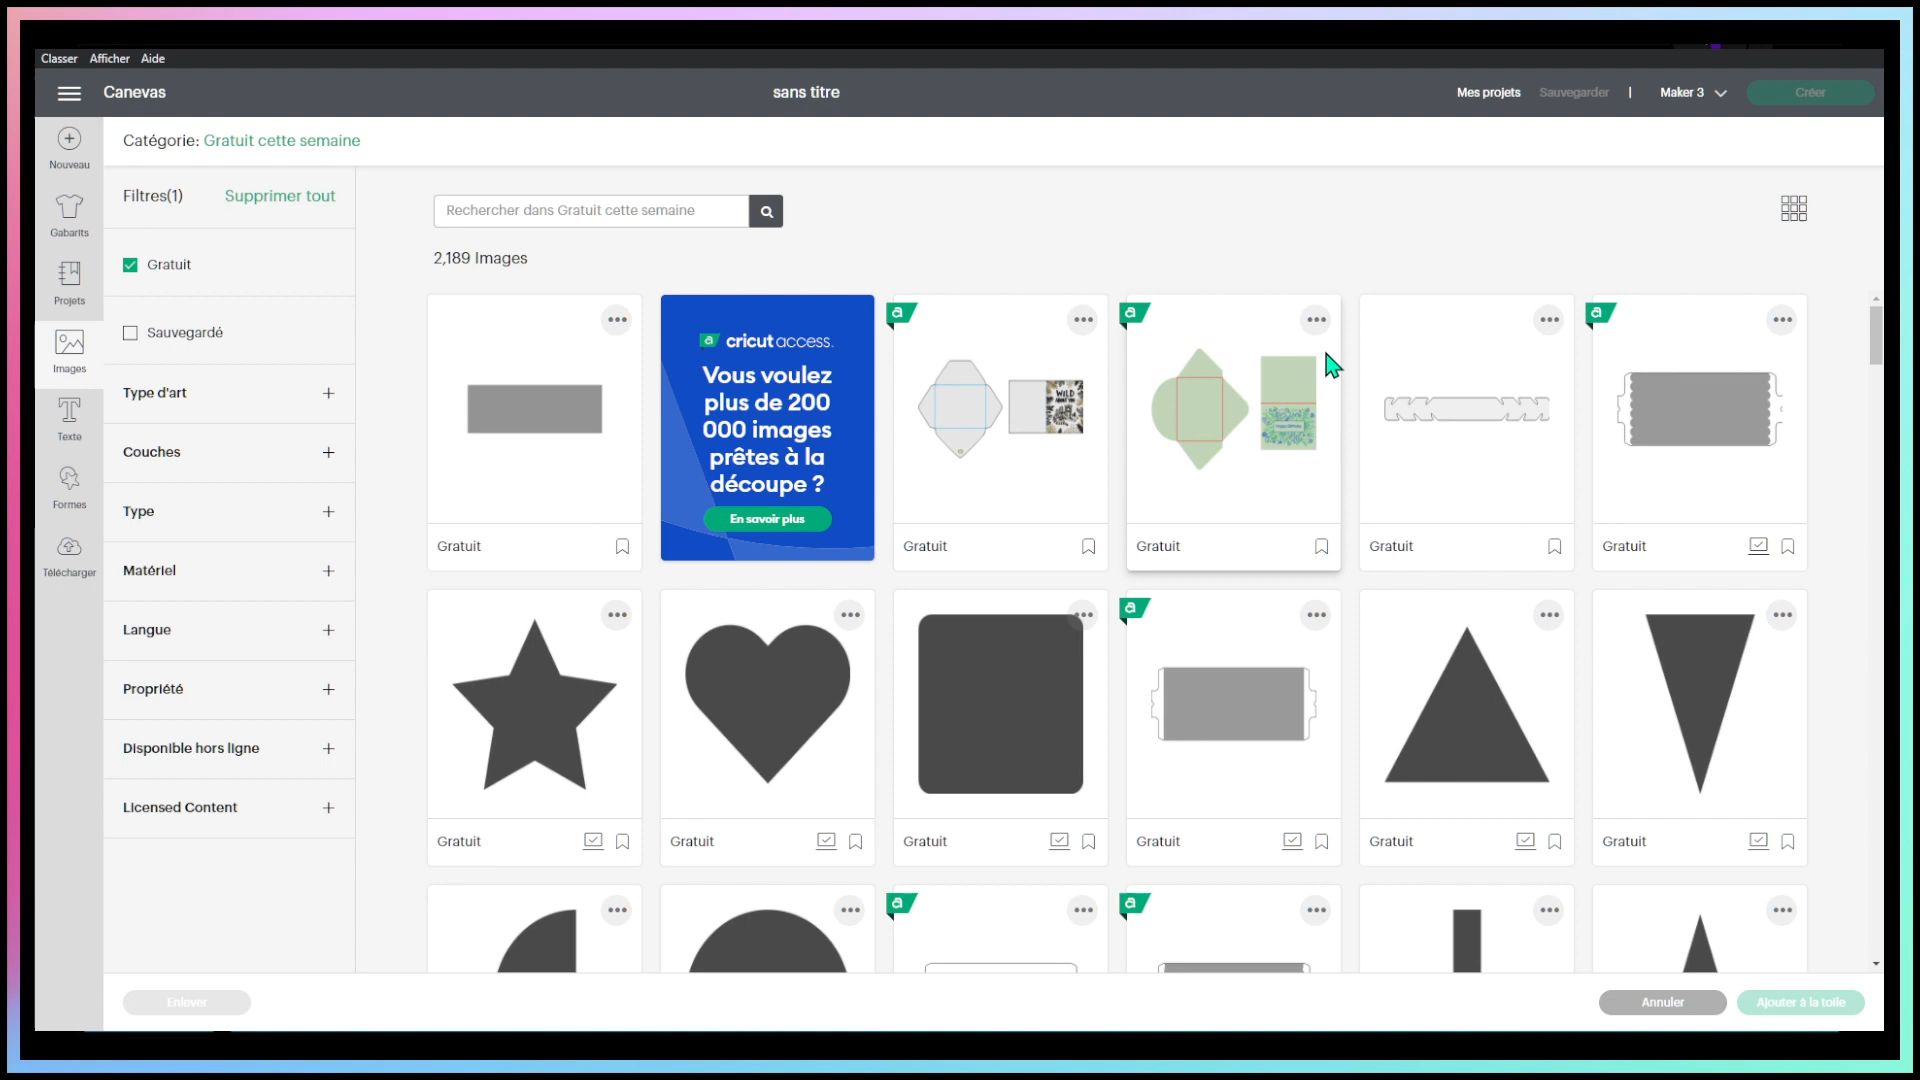 Classer Afficher Aide
Canevas
sans titre
Mes projets Sauvegarder | Maker 3 Créer
Nouveau
Gabarits
Projets
Images
Texte
Formes
Télécharger
Catégorie: Gratuit cette semaine
Filtres(1) Supprimer tout
Gratuit
Sauvegardé
Type d'art
Couches
Type
Matériel
Langue
Propriété
Disponible hors ligne
Licensed Content
Rechercher dans Gratuit cette semaine
2,189 Images
Gratuit
a cricut access.
Vous voulez
plus de 200
000 images
prêtes à la
découpe ?
En savoir plus
a
WILD
Gratuit
a
Gratuit
Gratuit
a
Gratuit
Gratuit
Gratuit
Gratuit
a
Gratuit
Gratuit
Gratuit
a
a
Enlever
Annuler
Ajouter à la toile